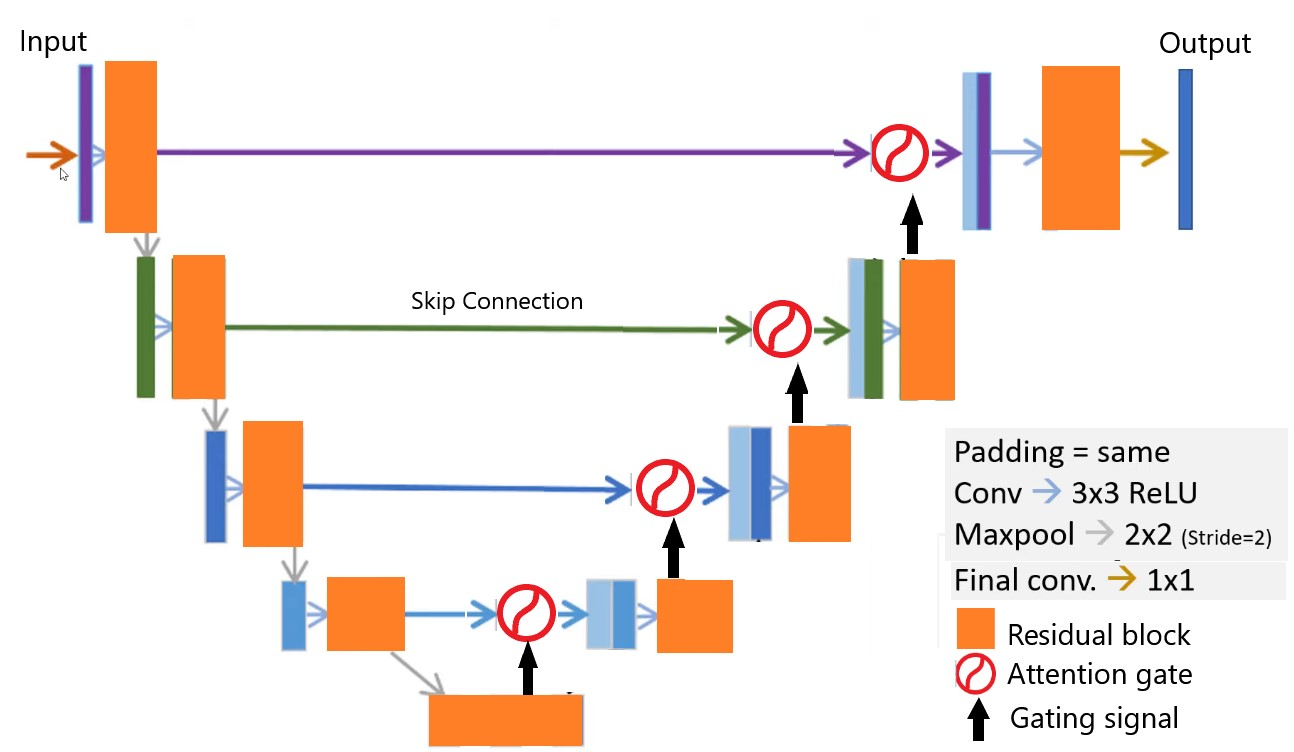 Input
Output
Skip Connection
Padding = same
Conv → 3x3 ReLU
Maxpool → 2x2 (Stride=2)
Final conv. → 1x1
Residual block
Attention gate
Gating signal